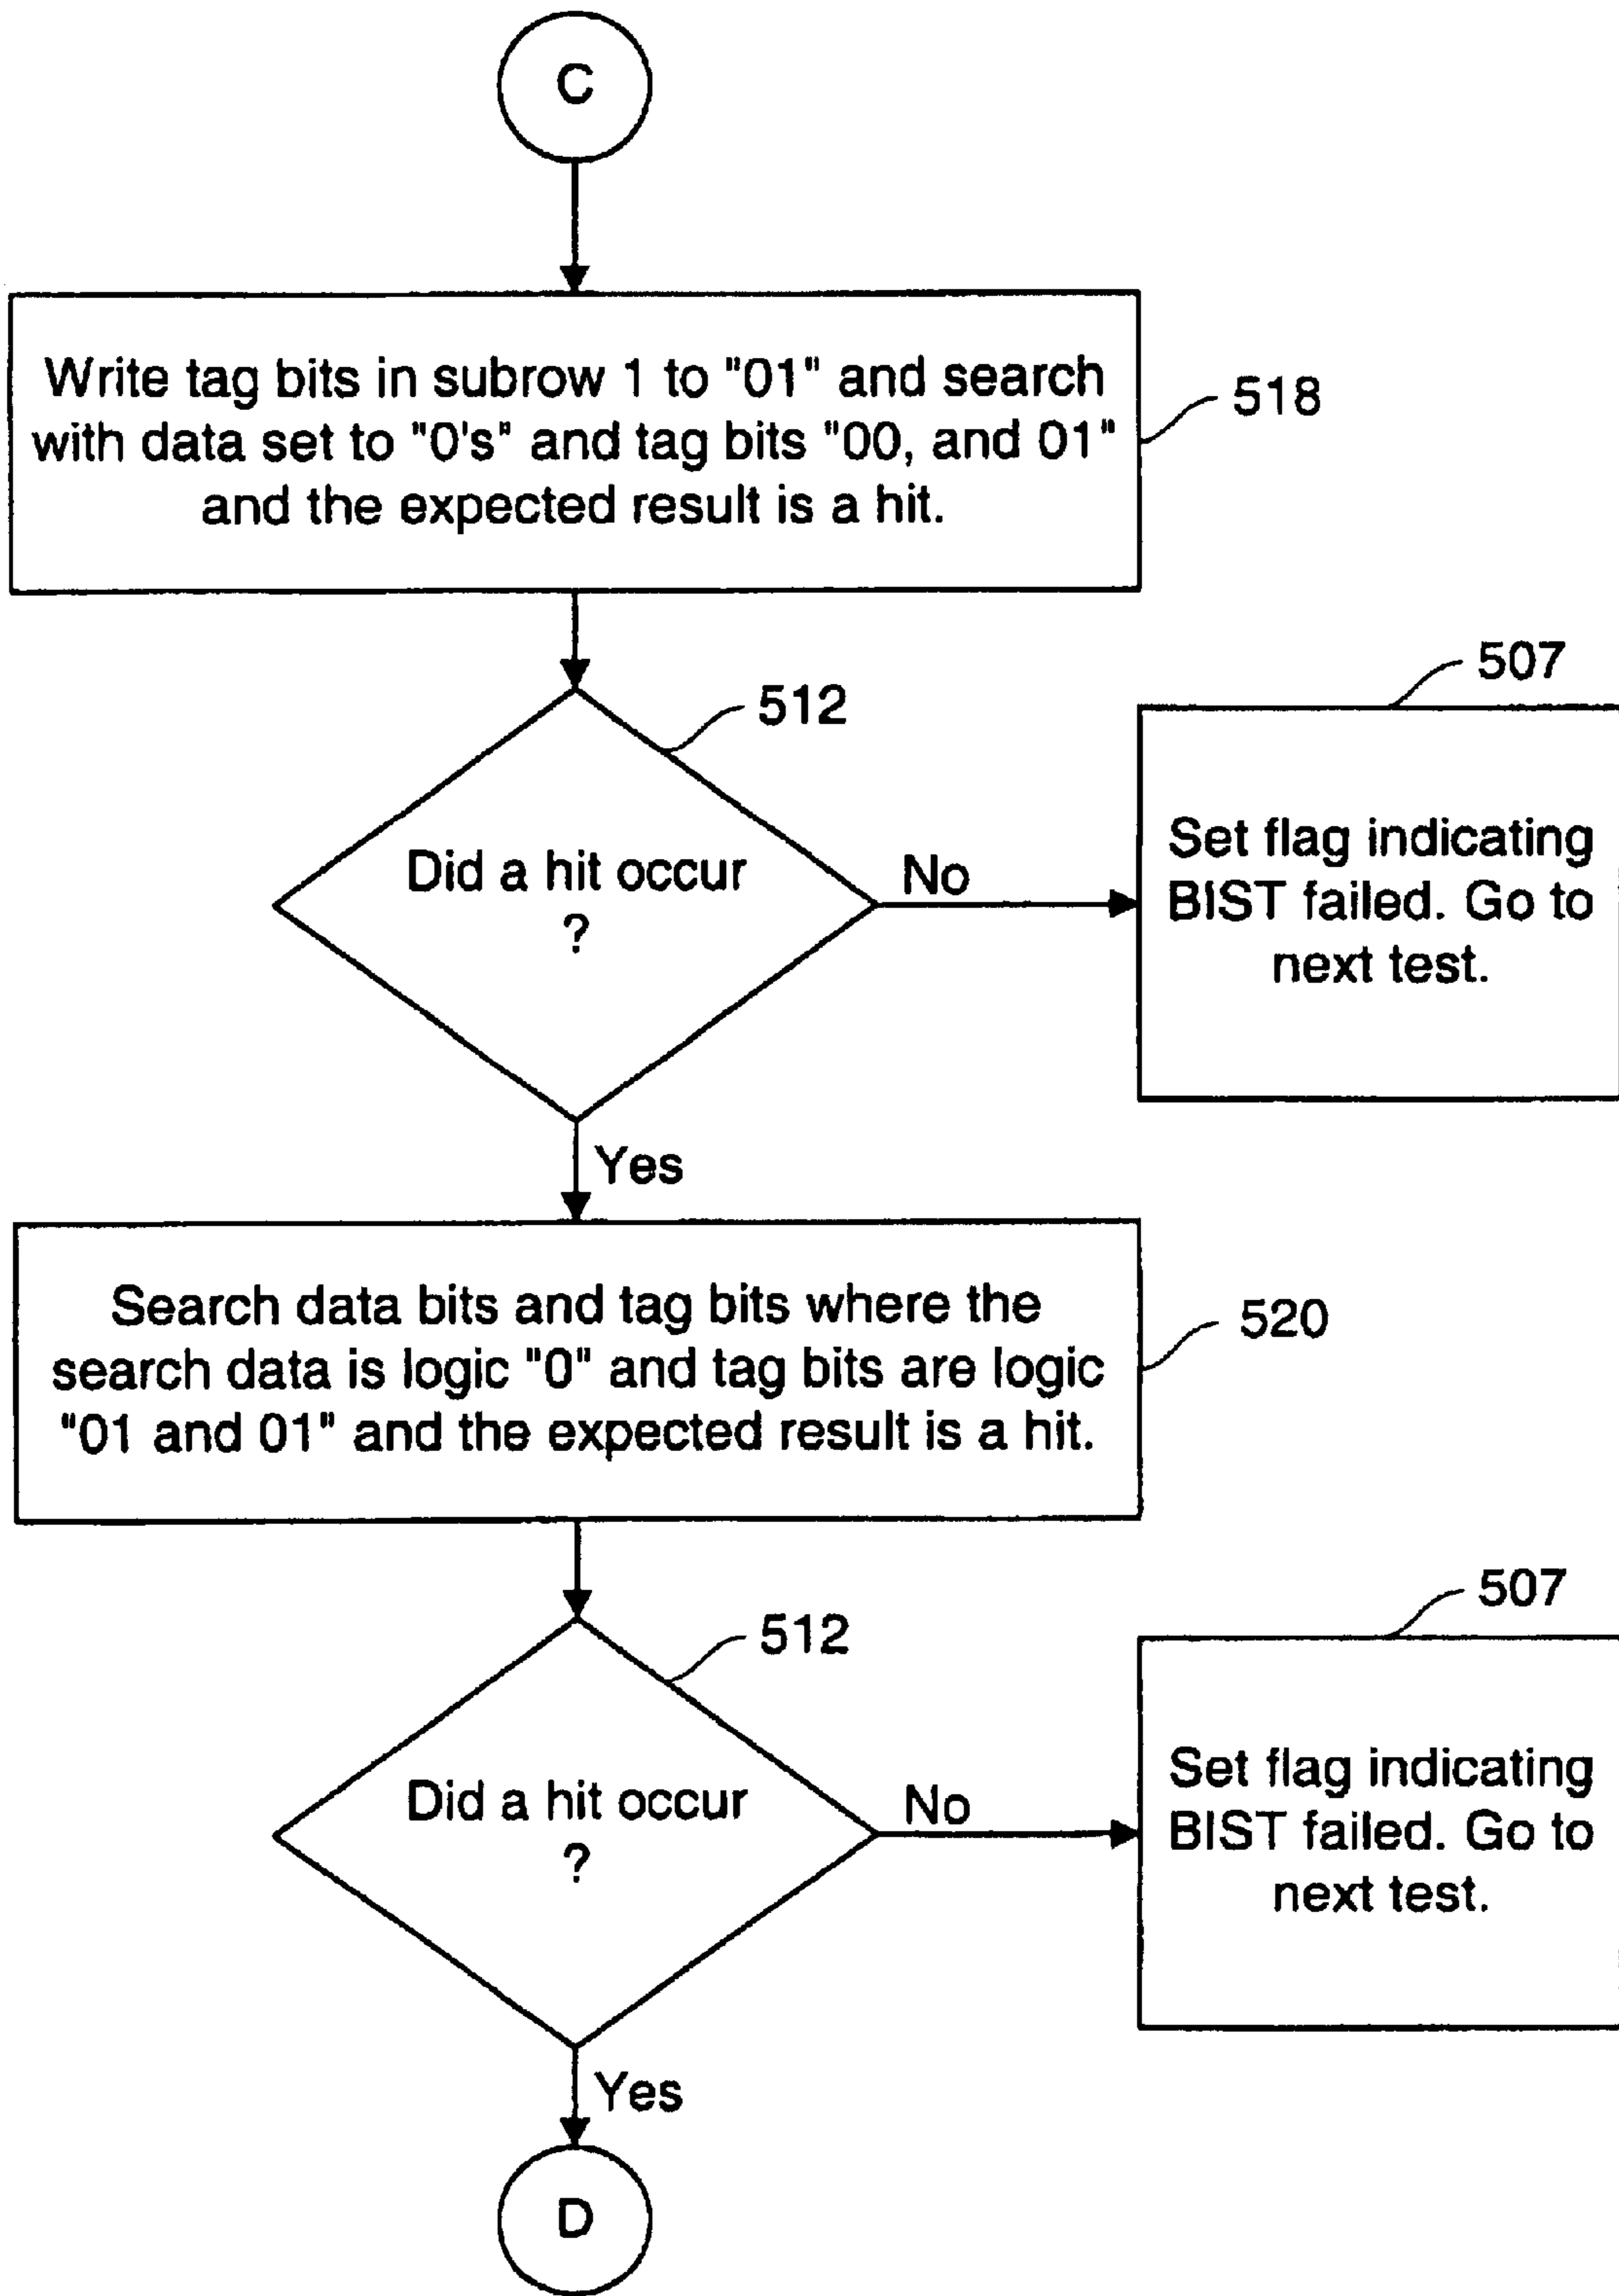 C
Write tag bits in subrow 1 to "01" and search
with data set to "0's" and tag bits "00, and 01"
and the expected result is a hit.
518
512
Did a hit occur
?
No
507
Set flag indicating
BIST failed. Go to
next test.
Yes
Search data bits and tag bits where the
search data is logic "0" and tag bits are logic
"01 and 01" and the expected result is a hit.
520
512
Did a hit occur
?
No
507
Set flag indicating
BIST failed. Go to
next test.
Yes
D